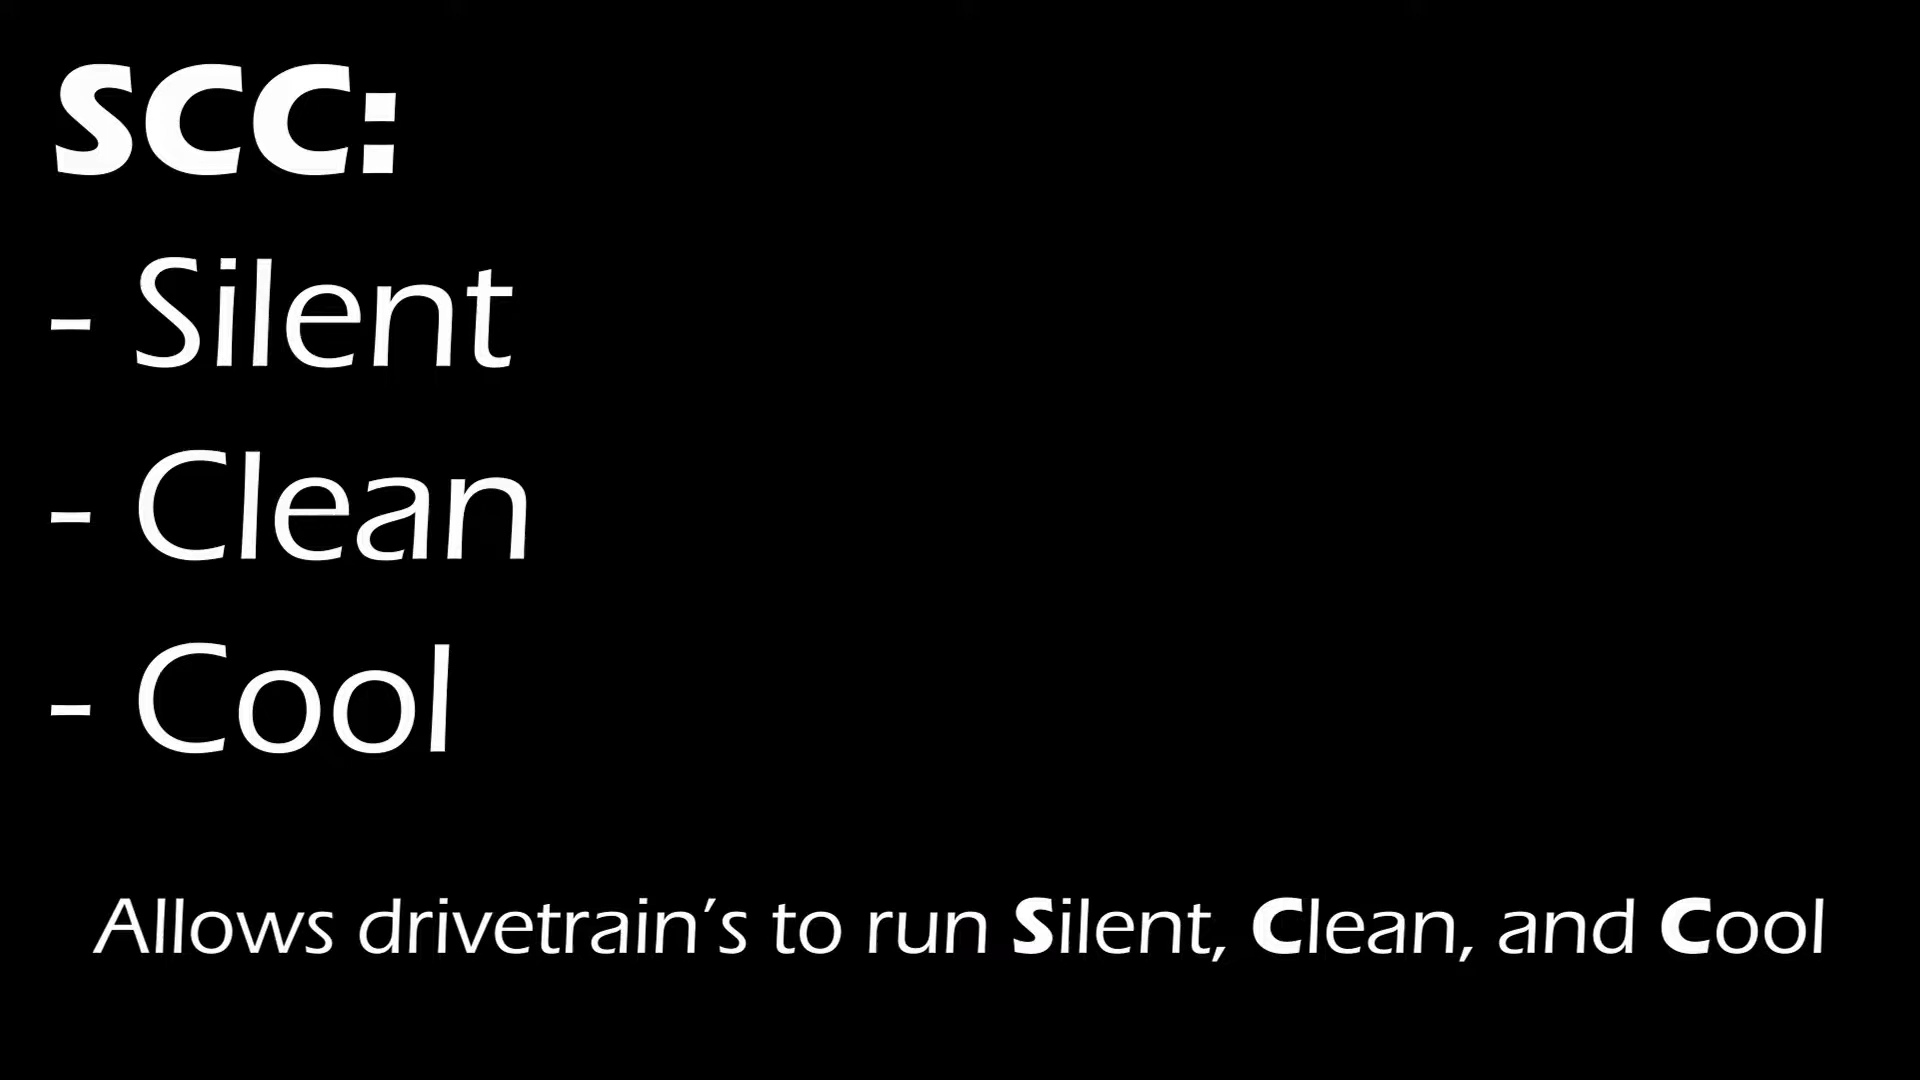 SCC:
- Silent
- Clean
- Cool
Allows drivetrain’s to run Silent, Clean, and Cool